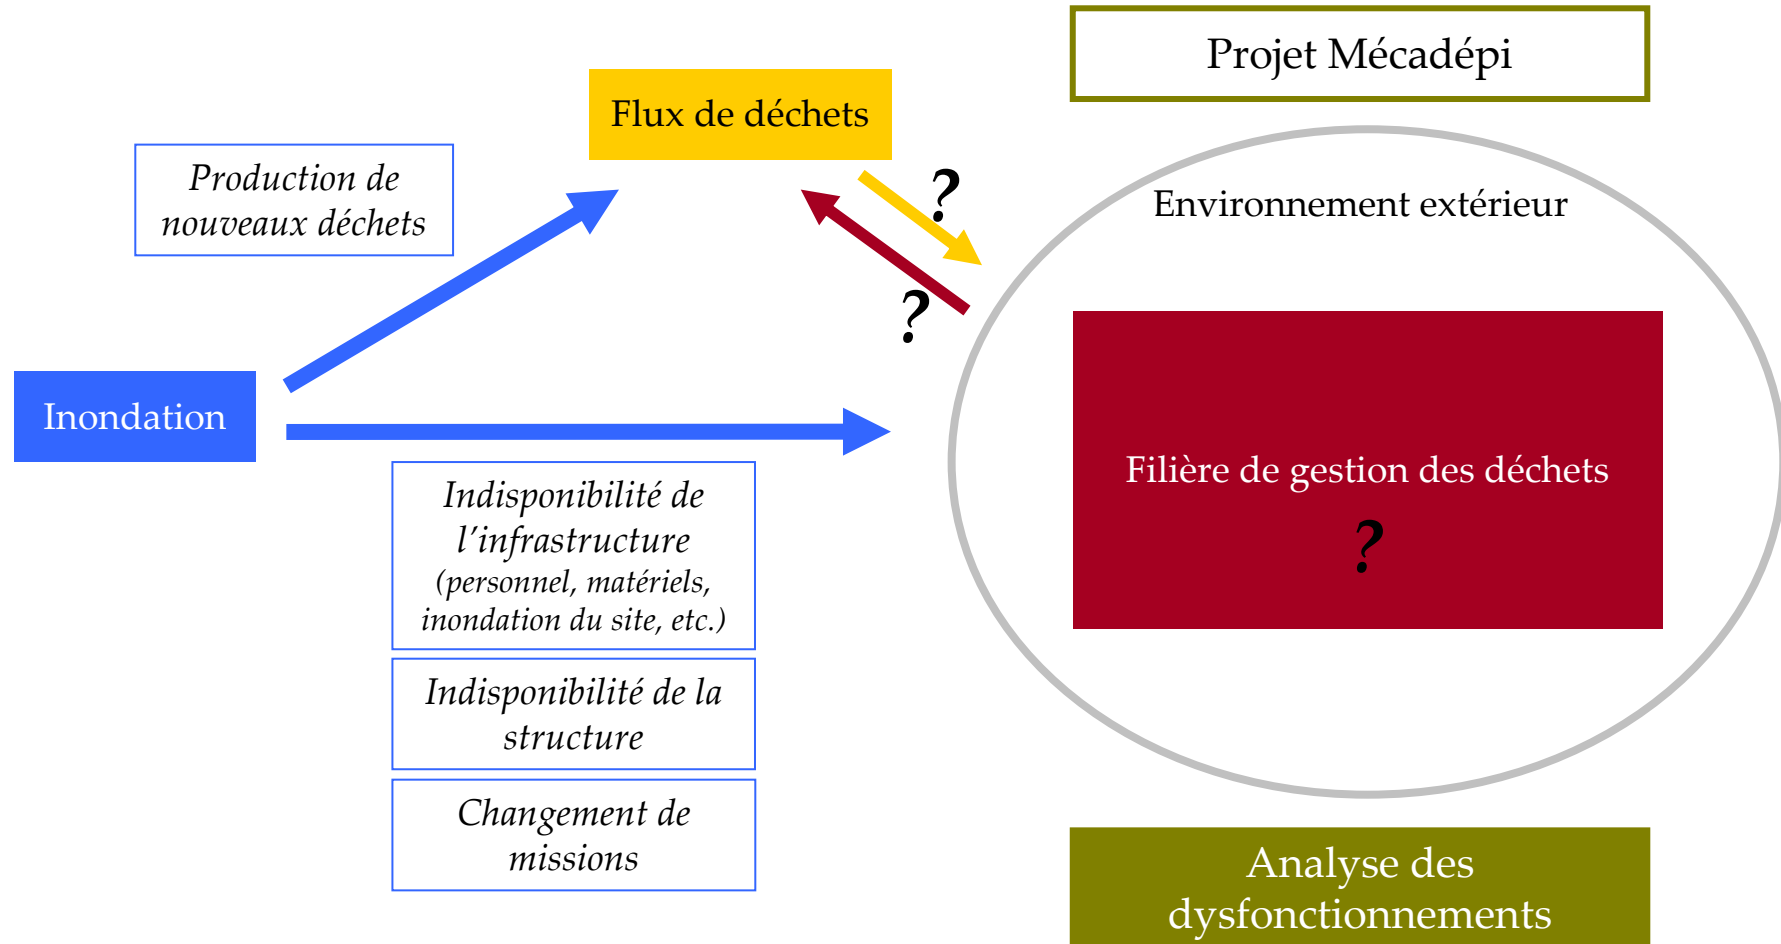 Projet Mécadépi
Flux de déchets
Production de
nouveaux déchets
?
Environnement extérieur
?
Inondation
Filière de gestion des déchets
?
Indisponibilité de
l’infrastructure
(personnel, matériels,
inondation du site, etc.)
Indisponibilité de la
structure
Changement de
missions
Analyse des
dysfonctionnements